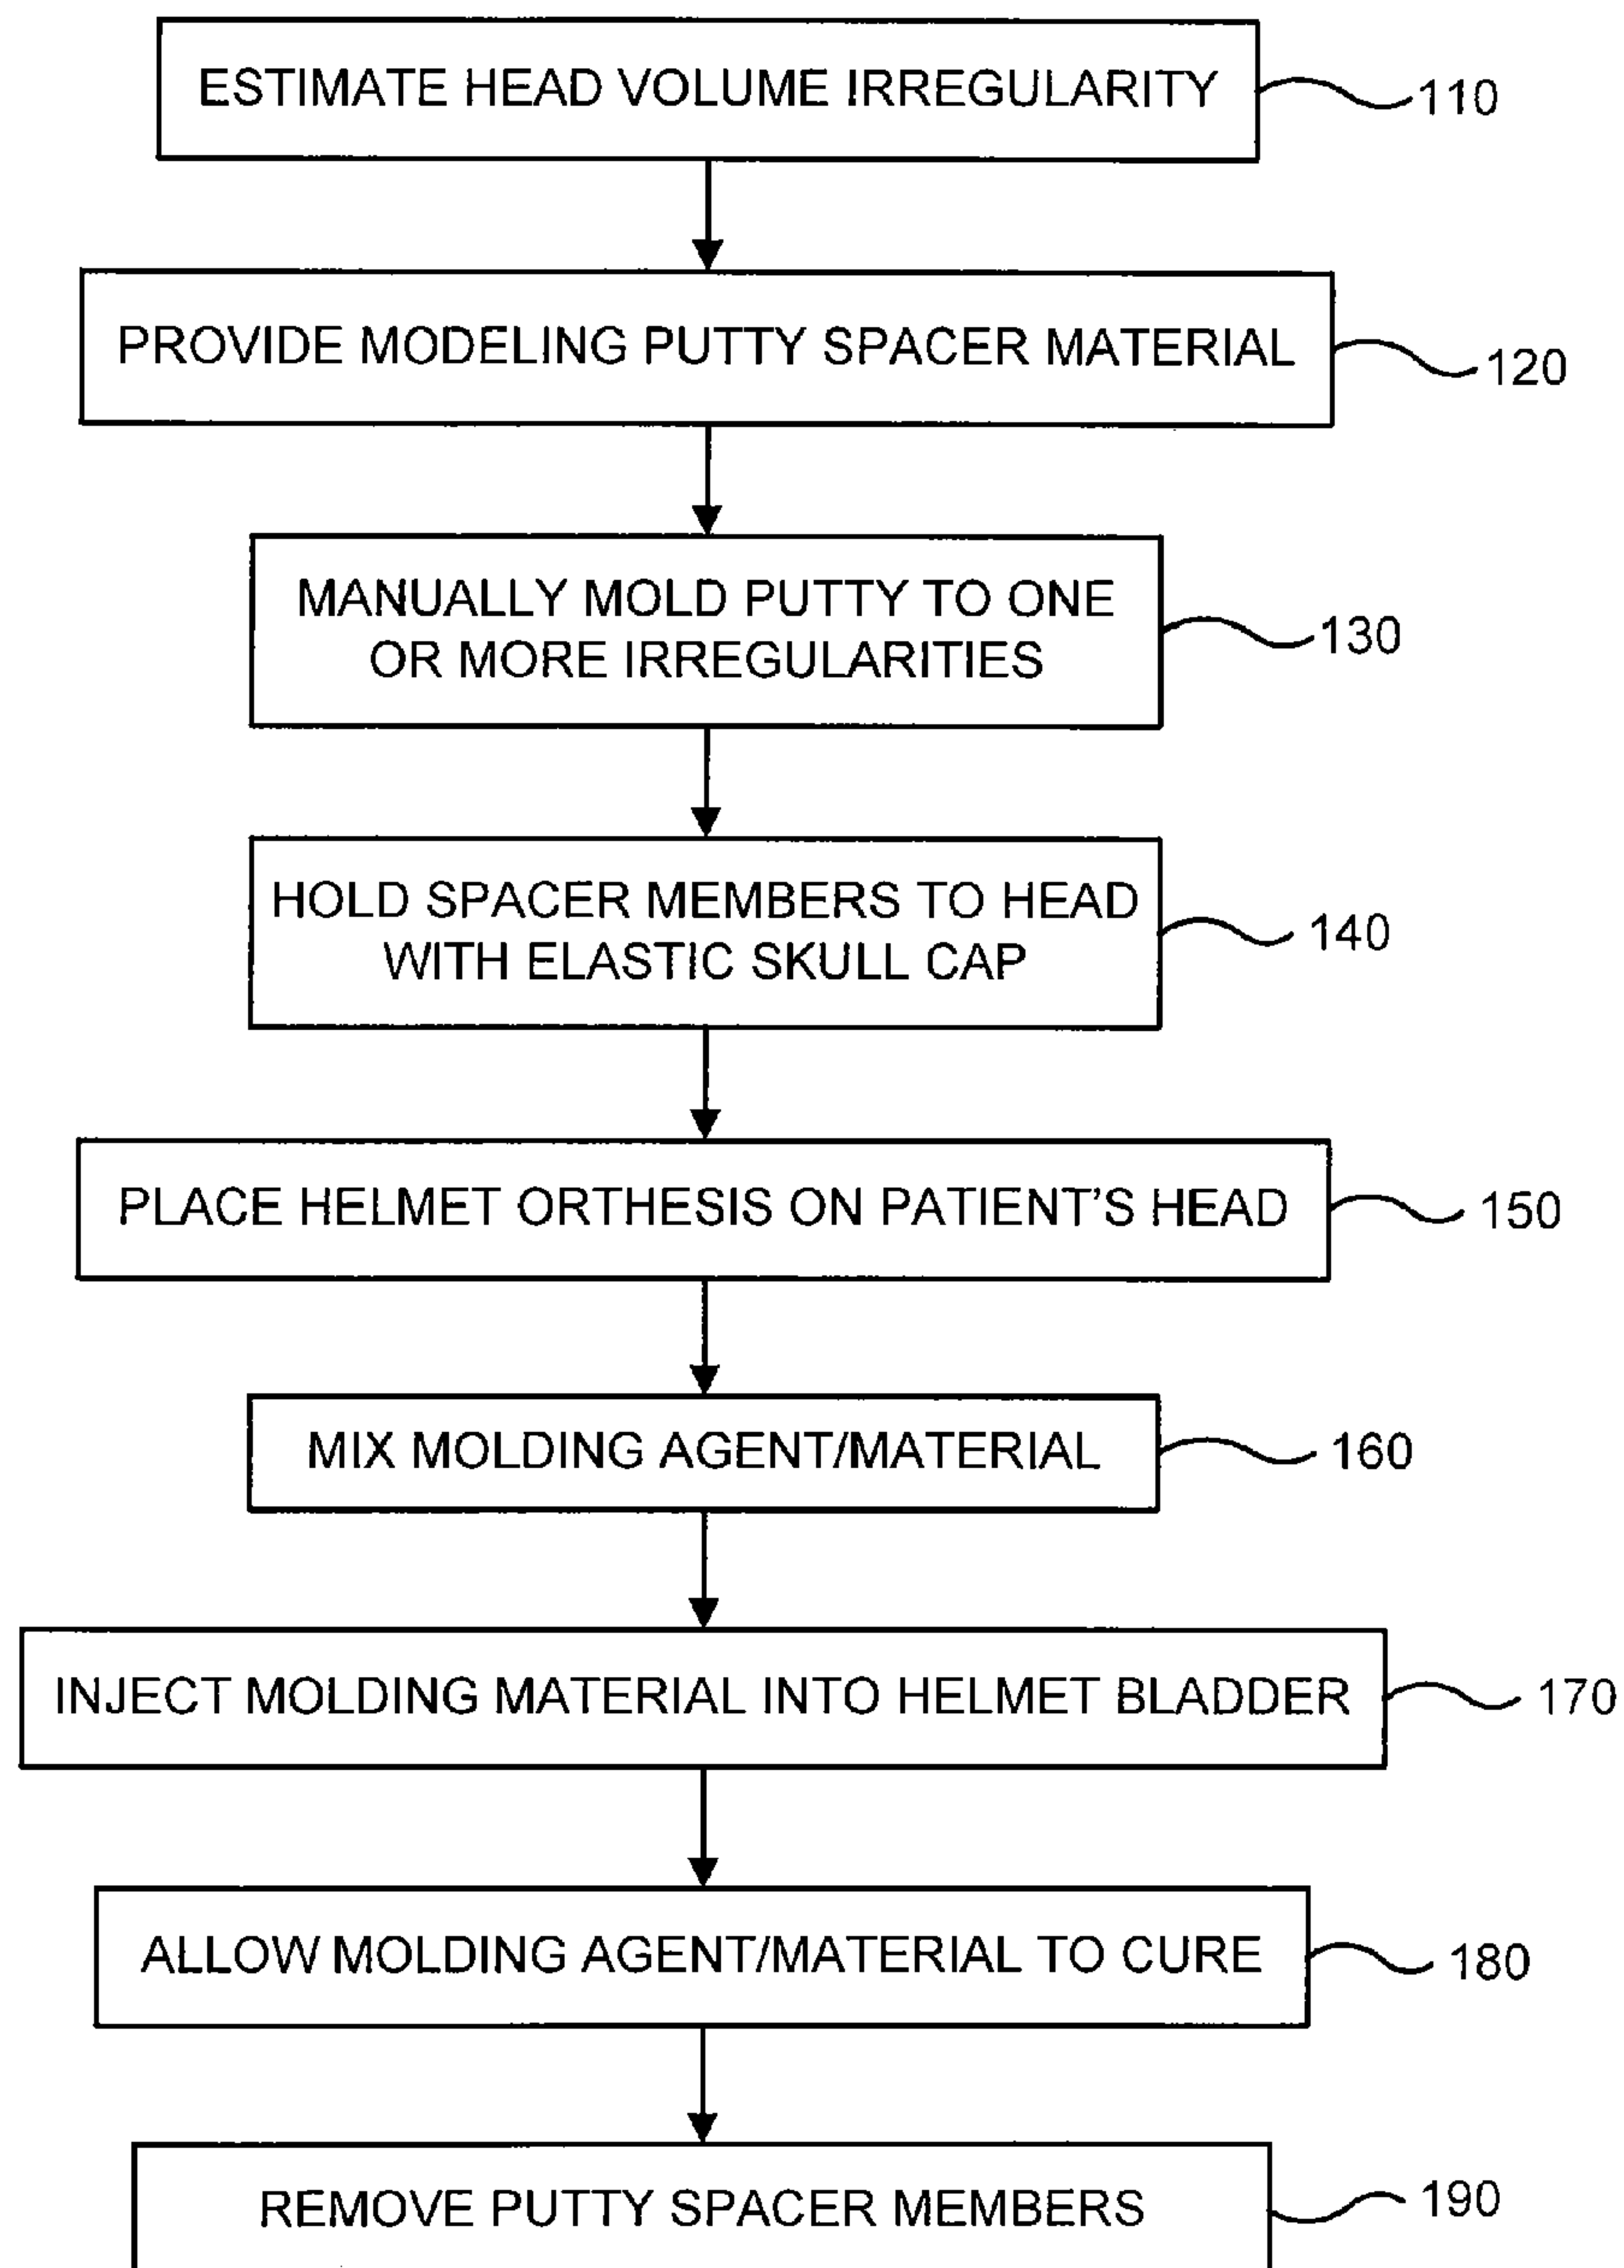 ESTIMATE HEAD VOLUME IRREGULARITY
110
PROVIDE MODELING PUTTY SPACER MATERIAL
120
MANUALLY MOLD PUTTY TO ONE
OR MORE IRREGULARITIES
130
HOLD SPACER MEMBERS TO HEAD
WITH ELASTIC SKULL CAP
140
PLACE HELMET ORTHESIS ON PATIENT'S HEAD
150
MIX MOLDING AGENT/MATERIAL
160
INJECT MOLDING MATERIAL INTO HELMET BLADDER
170
ALLOW MOLDING AGENT/MATERIAL TO CURE
180
REMOVE PUTTY SPACER MEMBERS
190